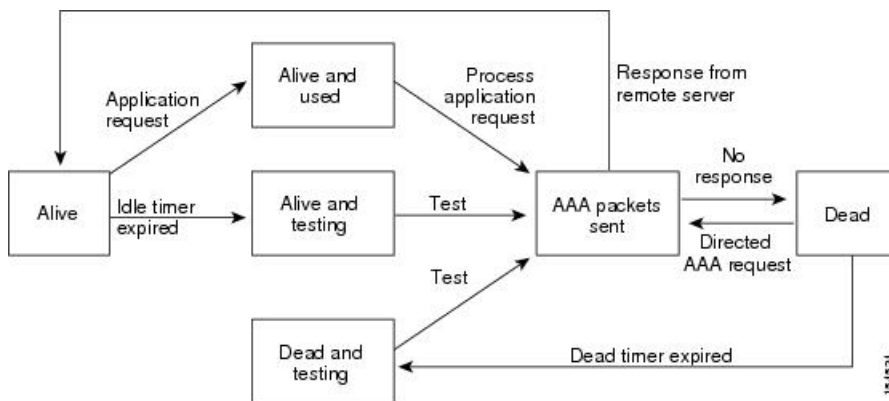 Alive and
used
Process
application
request
Response from
remote server
Application
request
No
response
Alive
Idle timer
expired
Alive and
testing
Test
AAA packets
sent
Dead
Directed
AAA request
Test
Dead and
testing
Dead timer expired